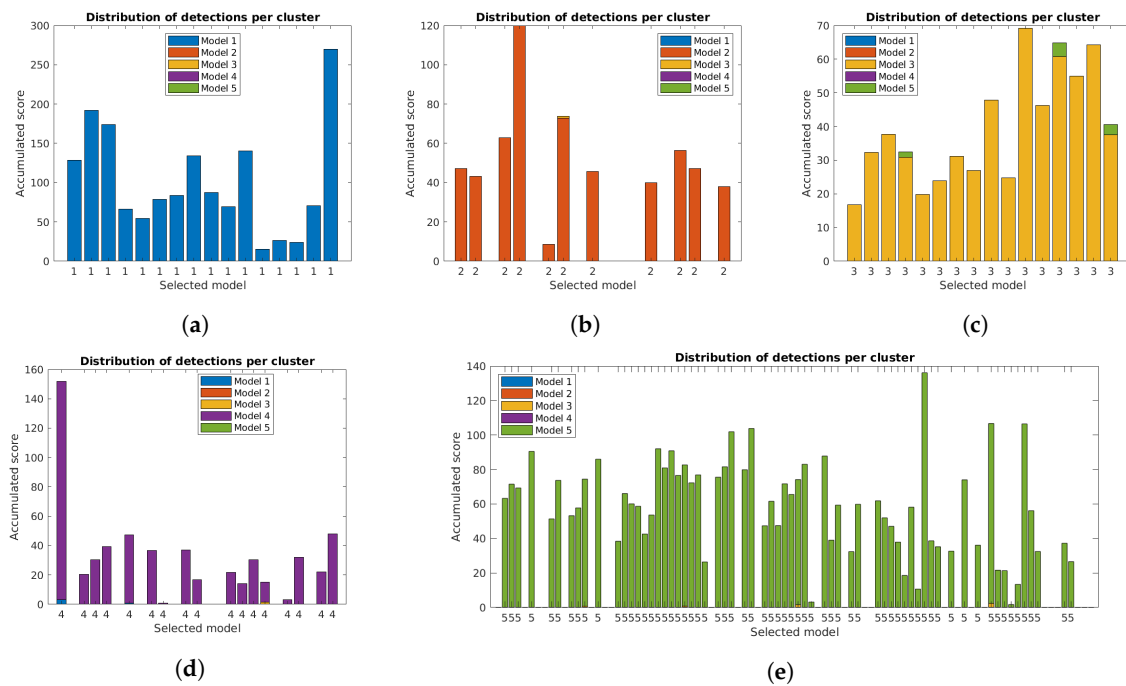 Distribution of detections per cluster
Accumulated score
300
250
200
150
100
50
0
Model 1
Model 2
Model 3
Model 4
Model 5
1 1 1 1 1 1 1 1 1 1 1 1 1 1 1 1
Selected model
(a)
Distribution of detections per cluster
Accumulated score
120
100
80
60
40
20
0
Model 1
Model 2
Model 3
Model 4
Model 5
2 2 2 2 2 2 2 2 2 2 2
Selected model
(b)
Distribution of detections per cluster
Accumulated score
70
60
50
40
30
20
10
0
Model 1
Model 2
Model 3
Model 4
Model 5
3 3 3 3 3 3 3 3 3 3 3 3 3 3 3 3
Selected model
(c)
Distribution of detections per cluster
Accumulated score
160
140
120
100
80
60
40
20
0
Model 1
Model 2
Model 3
Model 4
Model 5
4 4 4 4 4 4 4 4 4 4 4 4 4 4 4 4 4
Selected model
(d)
Distribution of detections per cluster
Accumulated score
140
120
100
80
60
40
20
0
Model 1
Model 2
Model 3
Model 4
Model 5
Selected model
(e)